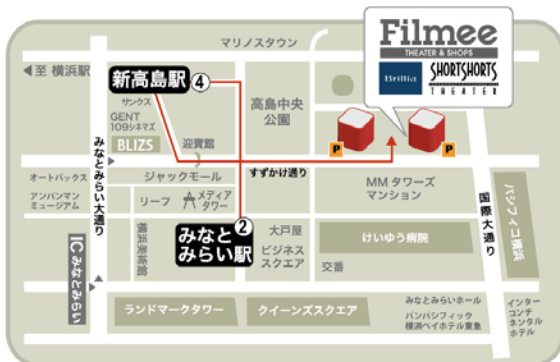 マリノスタウン
Filmee
THEATER & SHOPS
Brillia
SHORTSHORTS
THEATER
至 横浜駅
新高島駅
4
サンクス
GENT
109シネマズ
BLIZS
迎賓館
高島中央
公園
P
P
みなとみらい大通り
すずかけ通り
オートバックス
アンパンマン
ミュージアム
ジャックモール
リーフ
メディア
タワー
MMタワーズ
マンション
国際大通り
パシフィコ横浜
2
みなと
みらい駅
横浜美術館
大戸屋
ビジネス
スクエア
けいゆう病院
交番
ICみなとみらい
ランドマークタワー
クイーンズスクエア
みなとみらいホール
パンパシフィック
横浜ベイホテル東急
インター
コンチ
ネンタル
ホテル